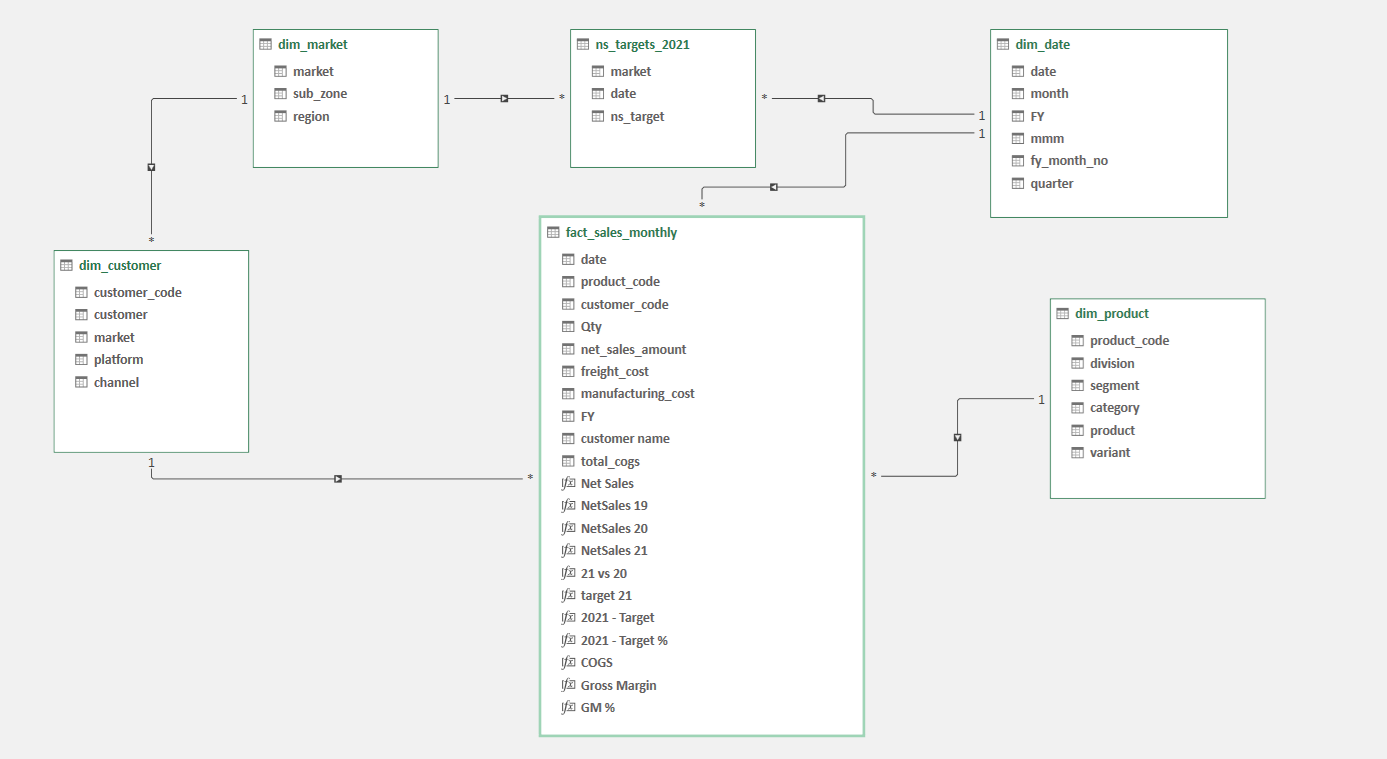 dim_market
market
sub_zone
region
ns_targets_2021
market
date
ns_target
dim_date
date
month
FY
mmm
fy_month_no
quarter
1
1
*
*
1
1
*
*
dim_customer
customer_code
customer
market
platform
channel
1
*
fact_sales_monthly
date
product_code
customer_code
Qty
net_sales_amount
freight_cost
manufacturing_cost
FY
customer name
total_cogs
Net Sales
NetSales 19
NetSales 20
NetSales 21
21 vs 20
target 21
2021 - Target
2021 - Target %
COGS
Gross Margin
GM %
dim_product
product_code
division
segment
category
product
variant
1
*